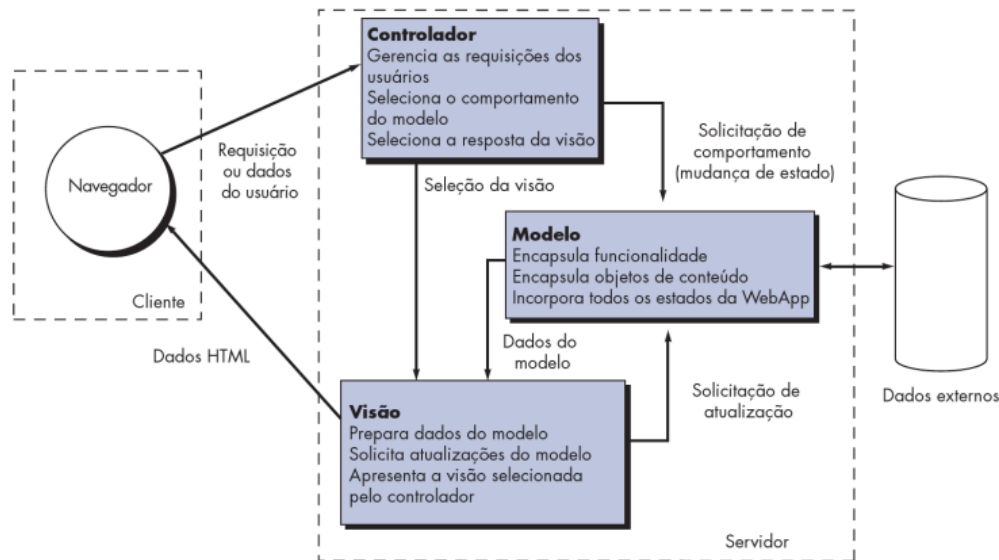 Controlador
Gerencia as requisições dos
usuários
Seleciona o comportamento
do modelo
Seleciona a resposta da visão
Navegador
Requisição
ou dados
do usuário
Seleção da visão
Solicitação de
comportamento
(mudança de estado)
Modelo
Encapsula funcionalidade
Encapsula objetos de conteúdo
Incorpora todos os estados da WebApp
Cliente
Dados HTML
Dados do
modelo
Solicitação de
atualização
Dados externos
Visão
Prepara dados do modelo
Solicita atualizações do modelo
Apresenta a visão selecionada
pelo controlador
Servidor